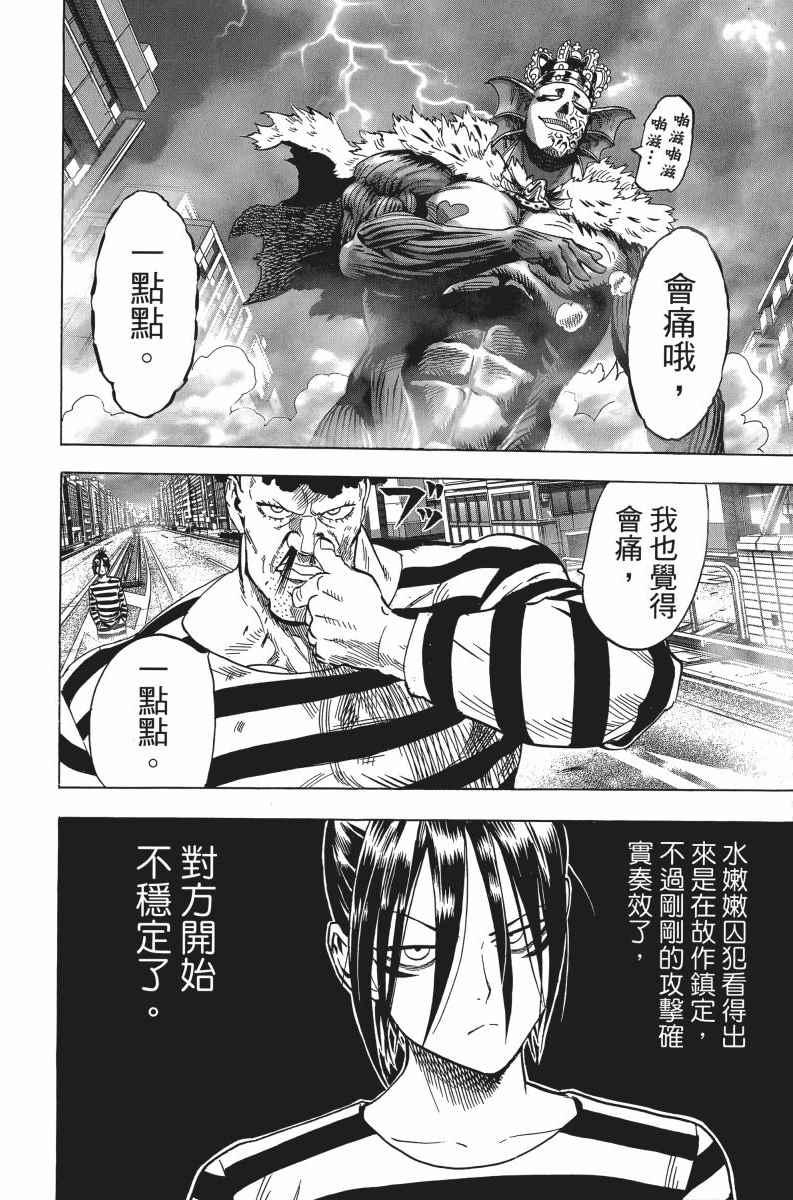 啪滋啪滋
啪滋…
會痛哦，
一點點。
我也覺得
會痛，
ブッ
一點點。
水嫩嫩囚犯看得出
來是在故作鎮定，
不過剛剛的攻擊確
實奏效了，
對方開始
不穩定了。